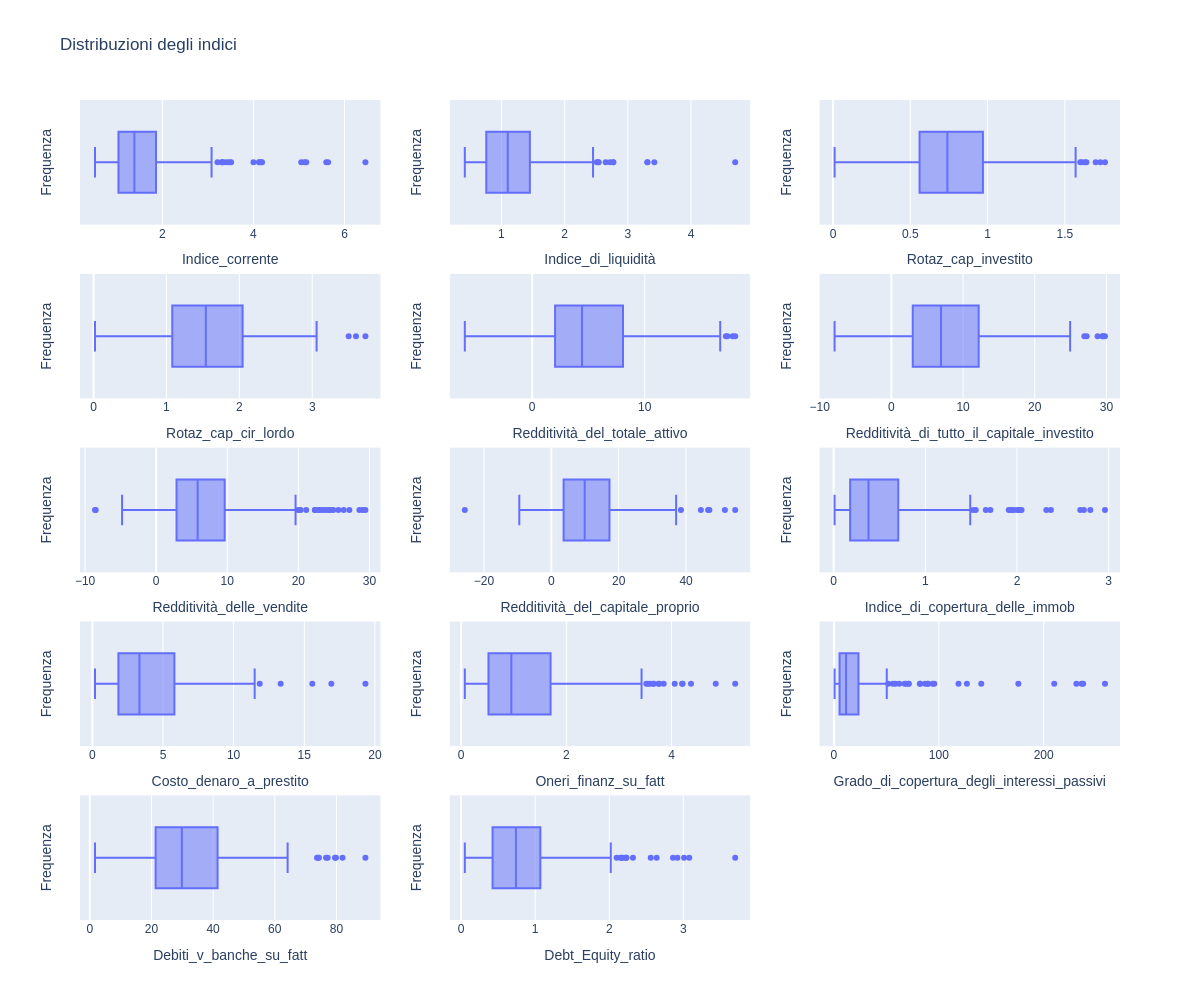 Distribuzioni degli indici
Frequenza Frequenza Frequenza
2 4 6 1 2 3 4 0 0.5 1 1.5
Indice_corrente Indice_di_liquidità Rotaz_cap_investito
Frequenza Frequenza Frequenza
0 1 2 3 0 10 −10 0 10 20 30
Rotaz_cap_cir_lordo Redditività_del_totale_attivo Redditività_di_tutto_il_capitale_investito
Frequenza Frequenza Frequenza
−10 0 10 20 30 −20 0 20 40 0 1 2 3
Redditività_delle_vendite Redditività_del_capitale_proprio Indice_di_copertura_delle_immob
Frequenza Frequenza Frequenza
0 5 10 15 20 0 2 4 0 100 200
Costo_denaro_a_prestito Oneri_finanz_su_fatt Grado_di_copertura_degli_interessi_passivi
Frequenza Frequenza
0 20 40 60 80 0 1 2 3
Debiti_v_banche_su_fatt Debt_Equity_ratio